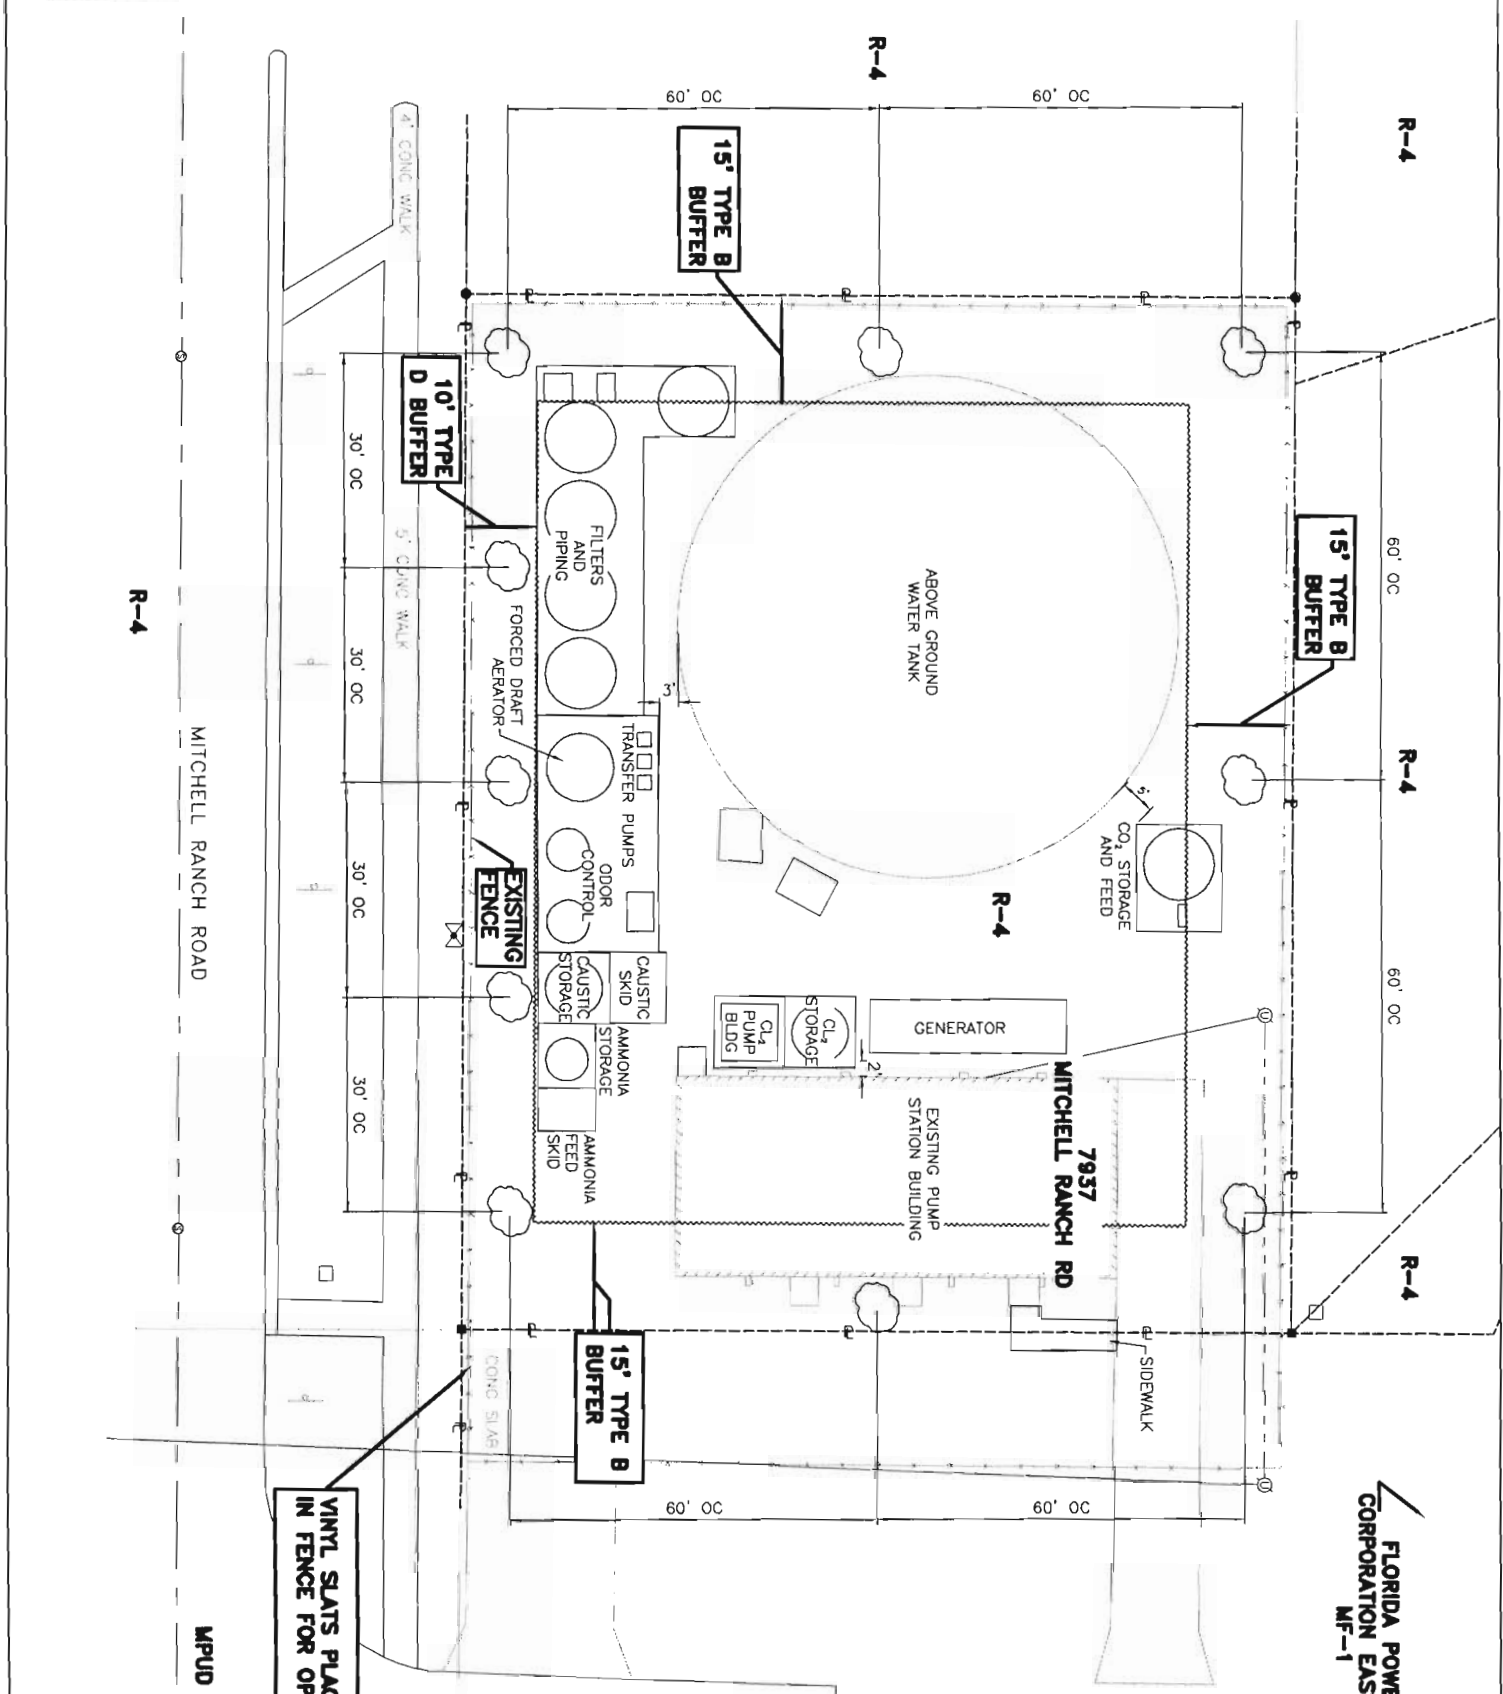 R-4
R-4
60' OC
60' OC
15' TYPE B
BUFFER
4' CONC WALK
10' TYPE
D BUFFER
15' TYPE B
BUFFER
60' OC
60' OC
30' OC
30' OC
30' OC
30' OC
5' CONC WALK
FILTERS
AND
PIPING
FORCED DRAFT
AERATOR
ABOVE GROUND
WATER TANK
3'
5'
TRANSFER PUMPS
ODOR
CONTROL
CO₂ STORAGE
AND FEED
R-4
R-4
R-4
EXISTING
FENCE
MITCHELL RANCH ROAD
CAUSTIC
SKID
CAUSTIC
STORAGE
AMMONIA
STORAGE
AMMONIA
FEED
SKID
CL₂
STORAGE
CL₂
PUMP
BLDG
GENERATOR
2'
7937
MITCHELL RANCH RD
EXISTING PUMP
STATION BUILDING
R-4
SIDEWALK
15' TYPE B
BUFFER
CONC SLAB
60' OC
60' OC
VINYL SLATS
IN FENCE FOR
FLORIDA
CORPORATION
MF-1
MPUD